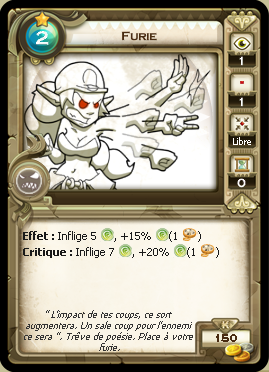 2
Furie
1
1
Libre
0
Effet : Inflige 5 , +15% (1 )
Critique : Inflige 7 , +20% (1 )
“ L'impact de tes coups, ce sort
augmentera. Un sale coup pour l'ennemi
ce sera ”. Trêve de poésie. Place à votre
furie.
K
150